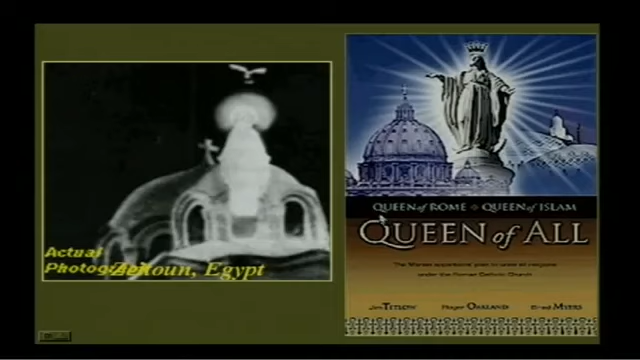 Actual
Photograph
Zeitoun, Egypt
QUEEN of ROME QUEEN of ISLAM
QUEEN of ALL
The Marian apparitions' plan to unite all religions
under the Roman Catholic Church
Jim TETLOW Roger OAKLAND Brad MYERS